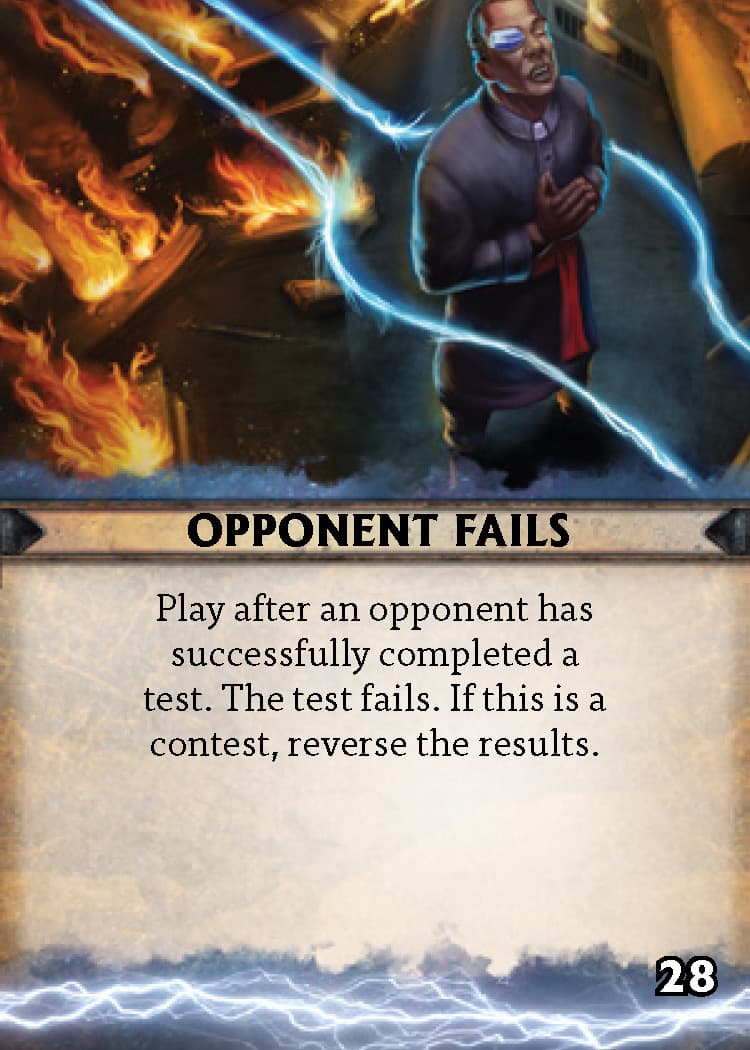 OPPONENT FAILS
Play after an opponent has
successfully completed a
test. The test fails. If this is a
contest, reverse the results.
28